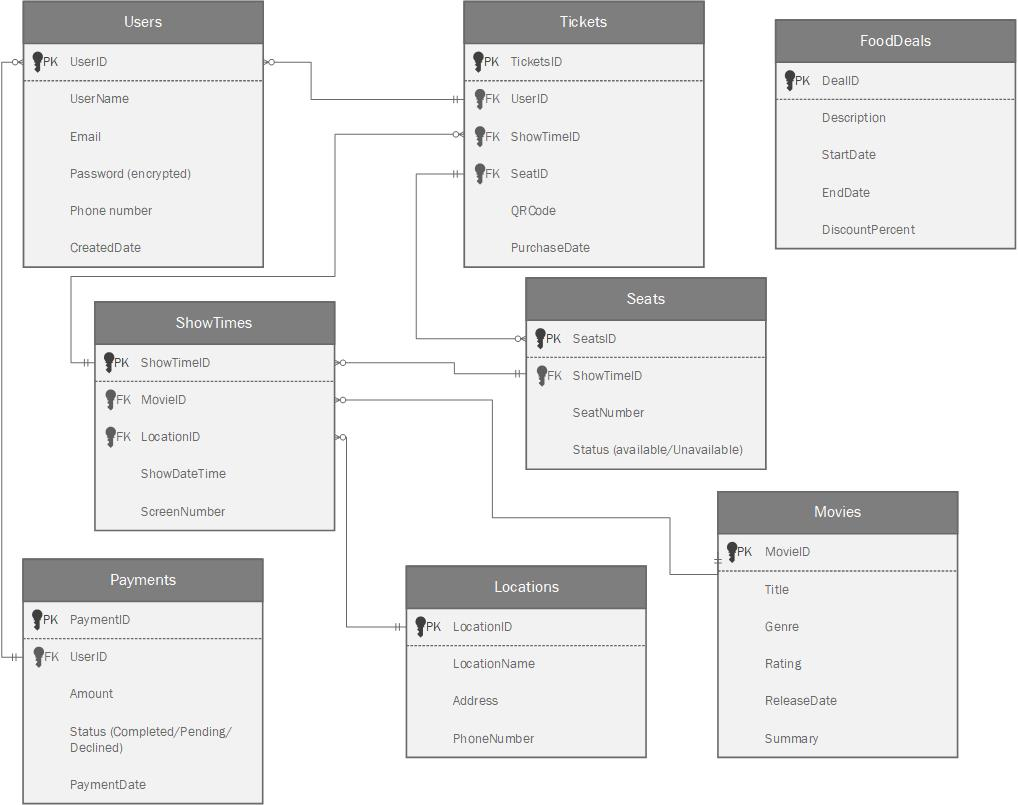 Users
PK UserID
UserName
Email
Password (encrypted)
Phone number
CreatedDate
Tickets
PK TicketsID
FK UserID
FK ShowTimeID
FK SeatID
QRCode
PurchaseDate
FoodDeals
PK DealID
Description
StartDate
EndDate
DiscountPercent
ShowTimes
PK ShowTimeID
FK MovieID
FK LocationID
ShowDateTime
ScreenNumber
Seats
PK SeatsID
FK ShowTimeID
SeatNumber
Status (available/Unavailable)
Payments
PK PaymentID
FK UserID
Amount
Status (Completed/Pending/
Declined)
PaymentDate
Locations
PK LocationID
LocationName
Address
PhoneNumber
Movies
PK MovieID
Title
Genre
Rating
ReleaseDate
Summary